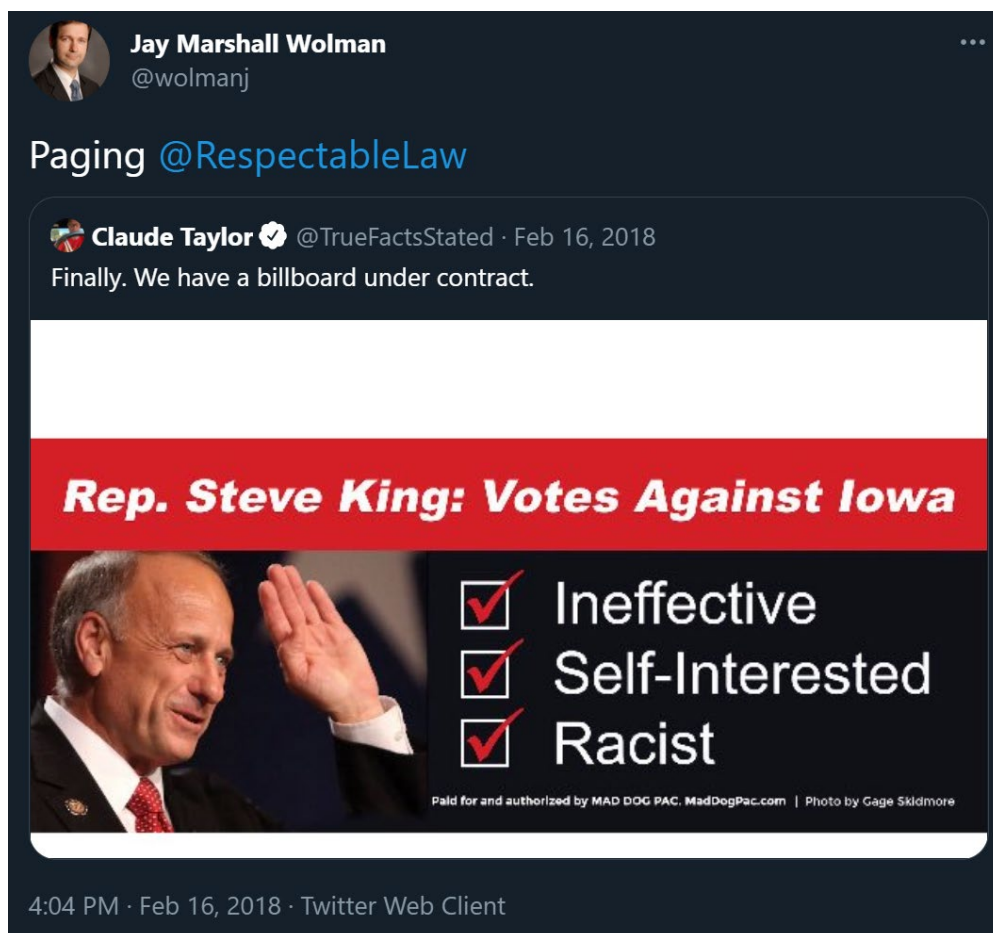 Jay Marshall Wolman
@wolmanj
Paging @RespectableLaw
Claude Taylor @TrueFactsStated · Feb 16, 2018
Finally. We have a billboard under contract.
Rep. Steve King: Votes Against Iowa
Ineffective
Self-Interested
Racist
Paid for and authorized by MAD DOG PAC. MadDogPac.com | Photo by Gage Skidmore
4:04 PM · Feb 16, 2018 · Twitter Web Client